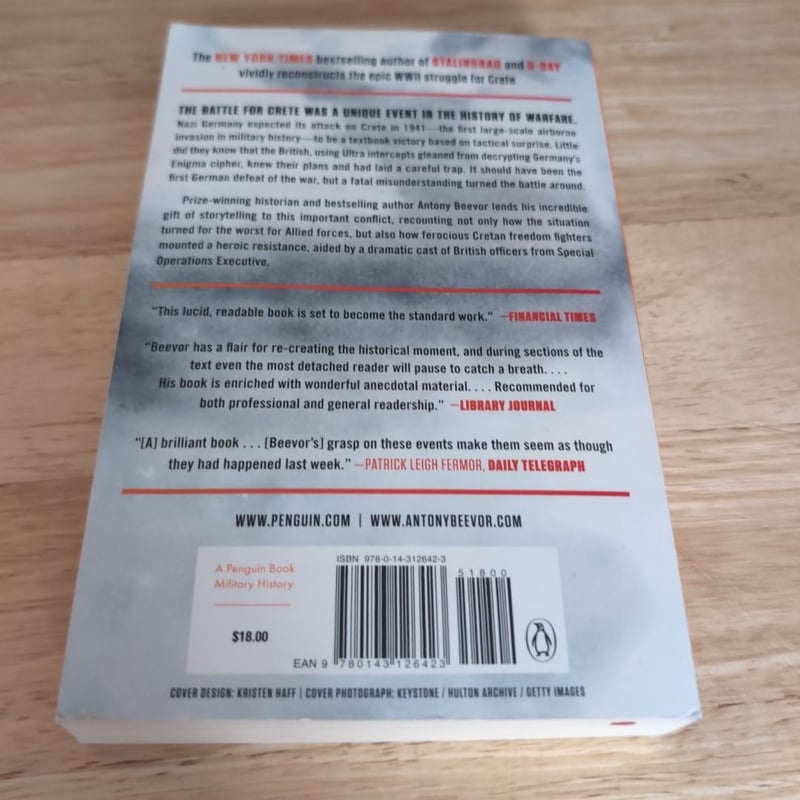 The NEW YORK TIMES bestselling author of STALINGRAD and D-DAY
vividly reconstructs the epic WWII struggle for Crete
THE BATTLE FOR CRETE WAS A UNIQUE EVENT IN THE HISTORY OF WARFARE.
Nazi Germany expected its attack on Crete in 1941—the first large-scale airborne
invasion in military history—to be a textbook victory based on tactical surprise. Little
did they know that the British, using Ultra intercepts gleaned from decrypting Germany's
Enigma cipher, knew their plans and had laid a careful trap. It should have been the
first German defeat of the war, but a fatal misunderstanding turned the battle around.
Prize-winning historian and bestselling author Antony Beevor lends his incredible
gift of storytelling to this important conflict, recounting not only how the situation
turned for the worst for Allied forces, but also how ferocious Cretan freedom fighters
mounted a heroic resistance, aided by a dramatic cast of British officers from Special
Operations Executive.
"This lucid, readable book is set to become the standard work." —FINANCIAL TIMES
"Beevor has a flair for re-creating the historical moment, and during sections of the
text even the most detached reader will pause to catch a breath. . . .
His book is enriched with wonderful anecdotal material. . . . Recommended for
both professional and general readership." —LIBRARY JOURNAL
"[A] brilliant book . . . [Beevor's] grasp on these events make them seem as though
they had happened last week." —PATRICK LEIGH FERMOR, DAILY TELEGRAPH
WWW.PENGUIN.COM | WWW.ANTONYBEEVOR.COM
A Penguin Book
Military History
$18.00
ISBN 978-0-14-312642-3
51800
EAN 9 780143 126423
COVER DESIGN: KRISTEN HAFF | COVER PHOTOGRAPH: KEYSTONE / HULTON ARCHIVE / GETTY IMAGES